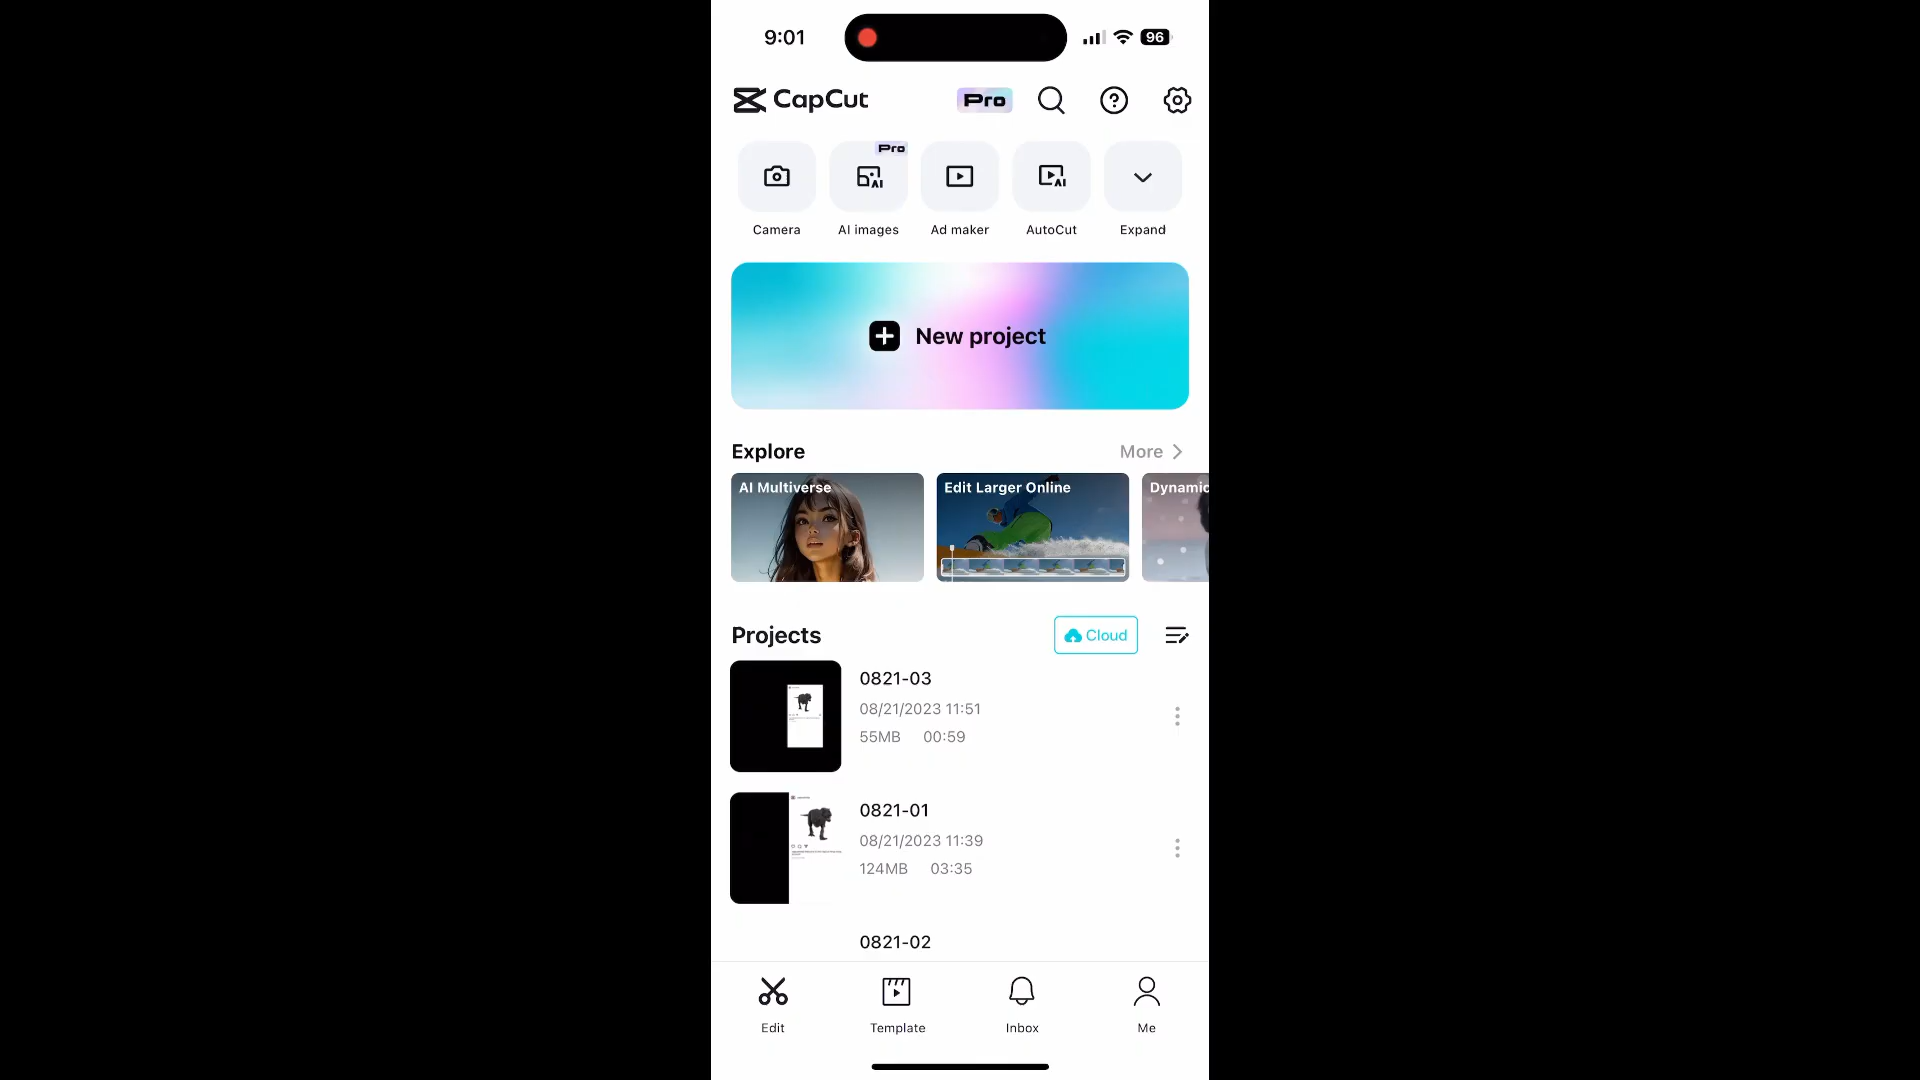 9:01
96
CapCut
Pro
Pro
AI
AI
Camera
AI images
Ad maker
AutoCut
Expand
New project
Explore
More
AI Multiverse
Edit Larger Online
Dynamic
Projects
Cloud
0821-03
08/21/2023 11:51
55MB 00:59
0821-01
08/21/2023 11:39
124MB 03:35
0821-02
Edit
Template
Inbox
Me